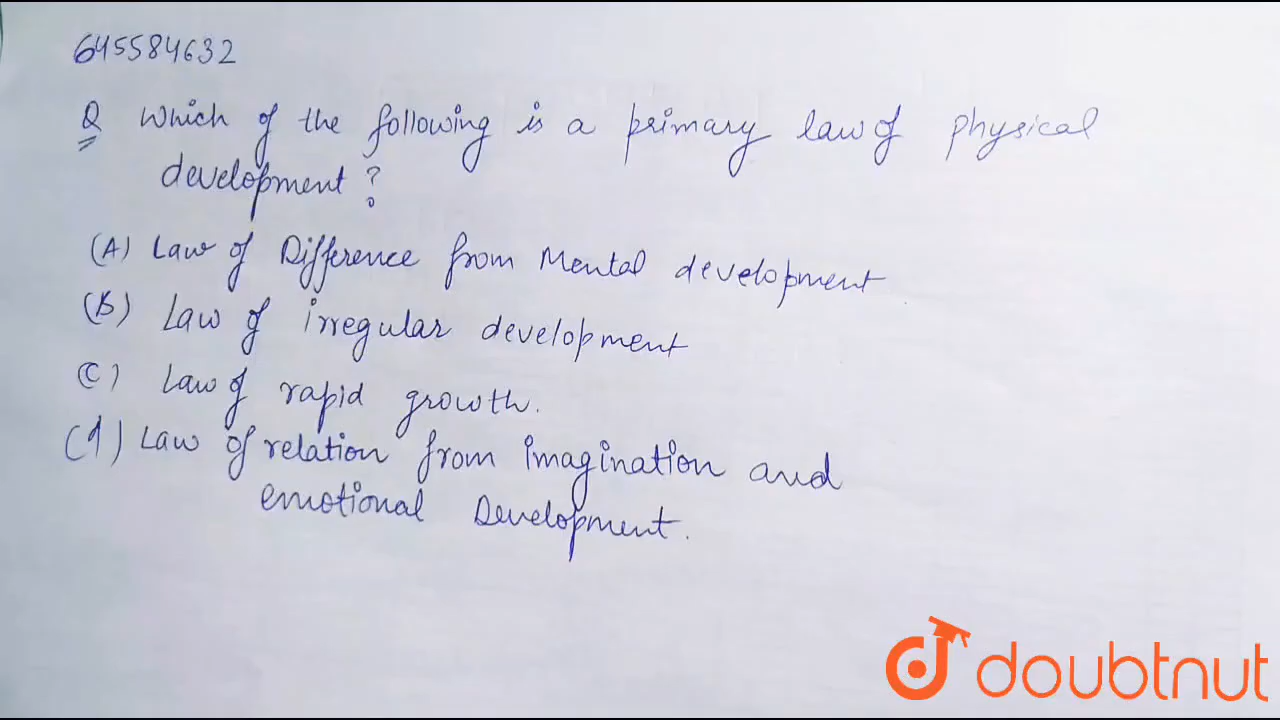 645584632
Q Which of the following is a primary law of physical
development ?
(A) Law of Difference from Mental development
(B) Law of irregular development
(C) Law of rapid growth.
(d) Law of relation from imagination and
emotional Development.
doubtnut